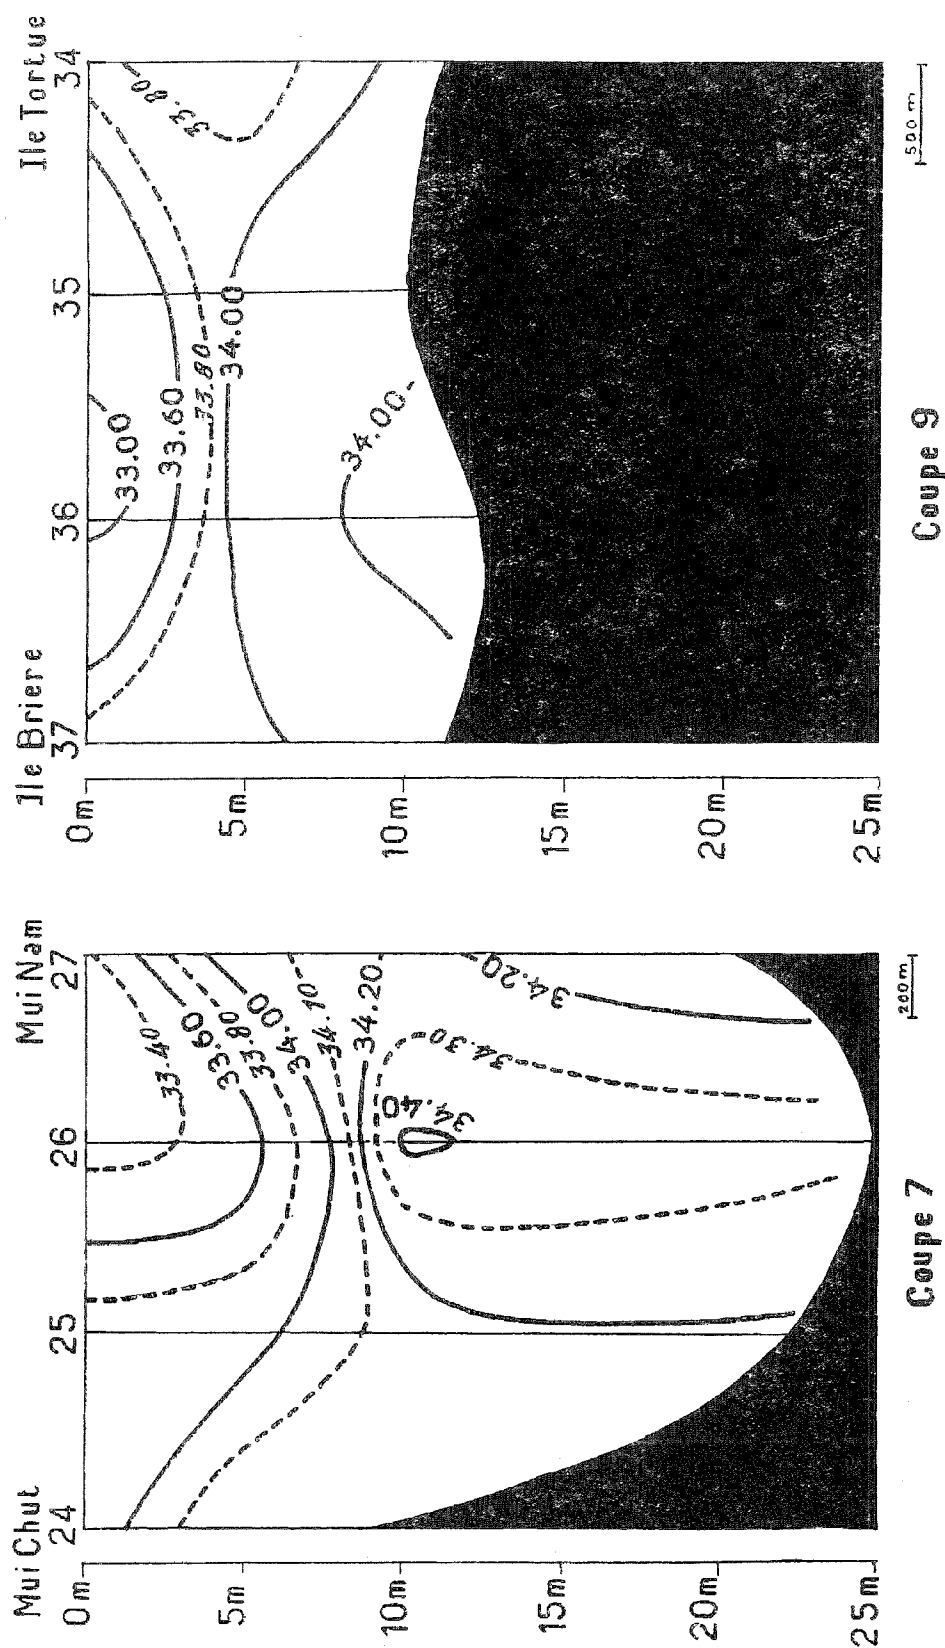 Mui Chut
Mui Nam
24
25
26
27
0m
5m
10m
15m
20m
25m
33.40
33.60
33.80
34.00
34.10
34.20
34.20
34.30
34.40
200m
Coupe 7
Ile Briere
Ile Tortue
37
36
35
34
0m
5m
10m
15m
20m
25m
33.00
33.60
33.80
34.00
33.80
34.00
500 m
Coupe 9